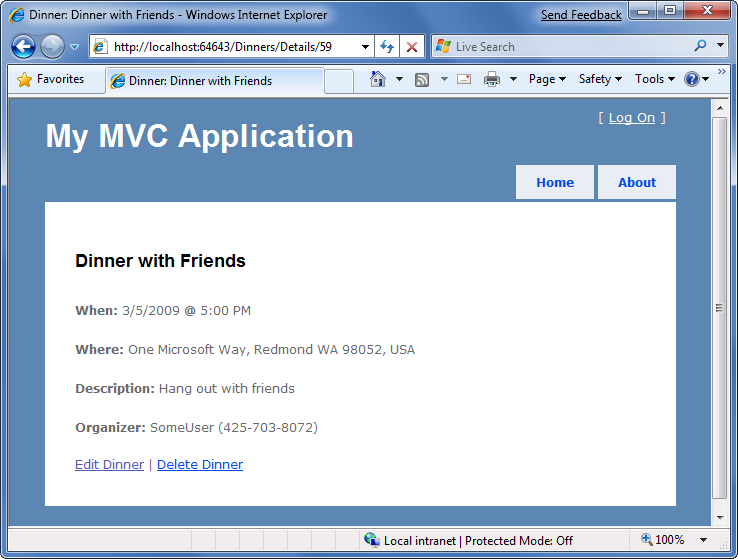 Dinner: Dinner with Friends - Windows Internet Explorer
Send Feedback
http://localhost:64643/Dinners/Details/59
Live Search
Favorites
Dinner: Dinner with Friends
Page
Safety
Tools
[ Log On ]
My MVC Application
Home
About
Dinner with Friends
When: 3/5/2009 @ 5:00 PM
Where: One Microsoft Way, Redmond WA 98052, USA
Description: Hang out with friends
Organizer: SomeUser (425-703-8072)
Edit Dinner | Delete Dinner
Local intranet | Protected Mode: Off
100%